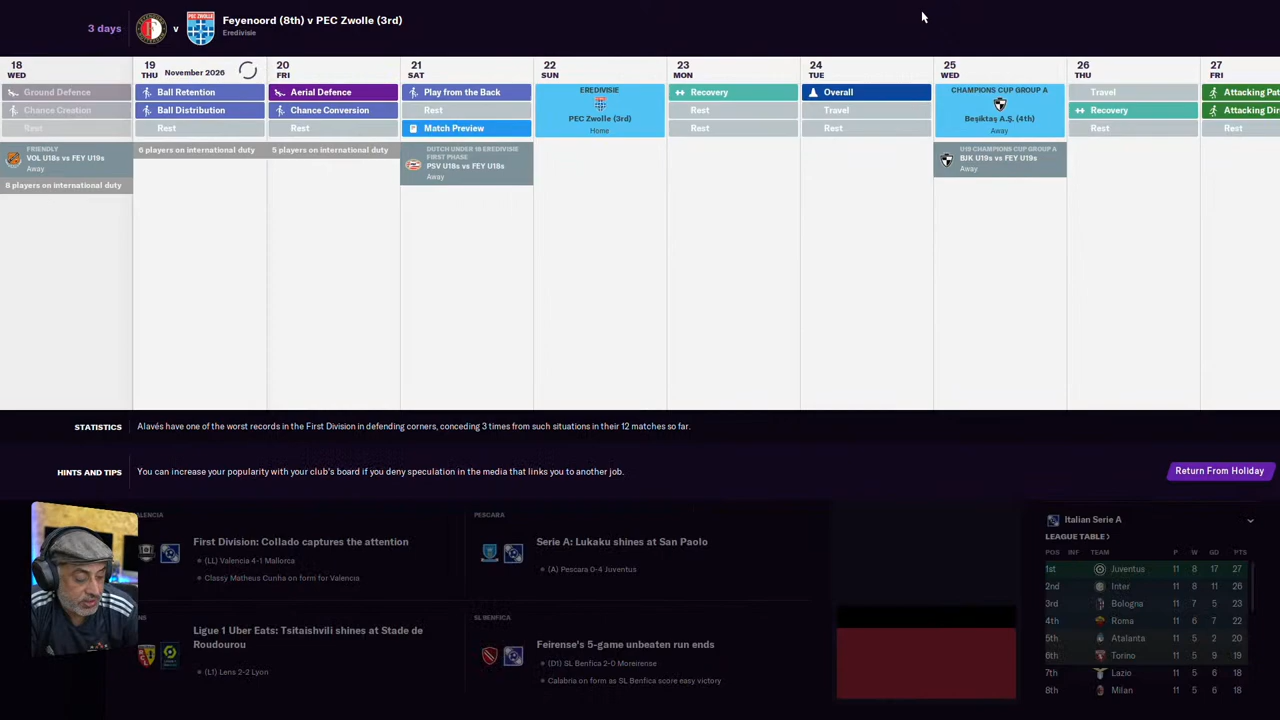 3 days
v
Feyenoord (8th) v PEC Zwolle (3rd)
Eredivisie
18
WED
Ground Defence
Chance Creation
Rest
FRIENDLY
VOL U18s vs FEY U19s
Away
8 players on international duty
19
THU
November 2026
Ball Retention
Ball Distribution
Rest
6 players on international duty
20
FRI
Aerial Defence
Chance Conversion
Rest
5 players on international duty
21
SAT
Play from the Back
Rest
Match Preview
DUTCH UNDER 18 EREDIVISIE
FIRST PHASE
PSV U18s vs FEY U18s
Away
22
SUN
EREDIVISIE
PEC Zwolle (3rd)
Home
23
MON
Recovery
Rest
Rest
24
TUE
Overall
Travel
Rest
25
WED
CHAMPIONS CUP GROUP A
Beşiktaş A.Ş. (4th)
Away
U19 CHAMPIONS CUP GROUP A
BJK U19s vs FEY U19s
Away
26
THU
Travel
Recovery
Rest
27
FRI
Attacking Pat
Attacking Dir
Rest
STATISTICS
Alavés have one of the worst records in the First Division in defending corners, conceding 3 times from such situations in their 12 matches so far.
HINTS AND TIPS
You can increase your popularity with your club's board if you deny speculation in the media that links you to another job.
Return From Holiday
VALENCIA
First Division: Collado captures the attention
(LL) Valencia 4-1 Mallorca
Classy Matheus Cunha on form for Valencia
PESCARA
Serie A: Lukaku shines at San Paolo
(A) Pescara 0-4 Juventus
NS
Ligue 1 Uber Eats: Tsitaishvili shines at Stade de
Roudourou
(L1) Lens 2-2 Lyon
SL BENFICA
Feirense's 5-game unbeaten run ends
(D1) SL Benfica 2-0 Moreirense
Calabria on form as SL Benfica score easy victory
Italian Serie A
LEAGUE TABLE
POS INF TEAM P W GD PTS
1st Juventus 11 8 17 27
2nd Inter 11 8 11 26
3rd Bologna 11 7 5 23
4th Roma 11 6 7 22
5th Atalanta 11 5 2 20
6th Torino 11 5 9 19
7th Lazio 11 5 6 18
8th Milan 11 5 6 18